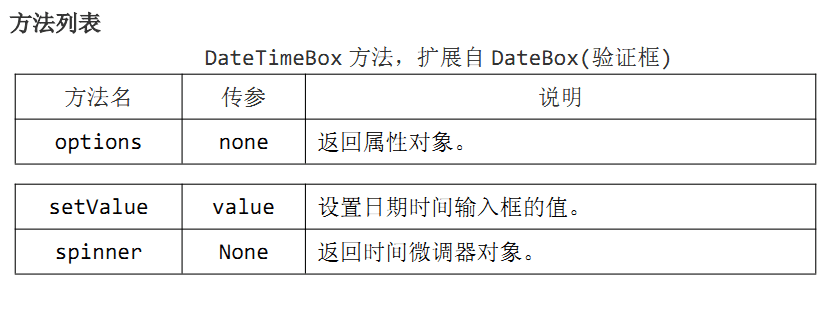 方法列表
DateTimeBox 方法，扩展自 DateBox(验证框)
方法名 传参 说明
options none 返回属性对象。
setValue value 设置日期时间输入框的值。
spinner None 返回时间微调器对象。